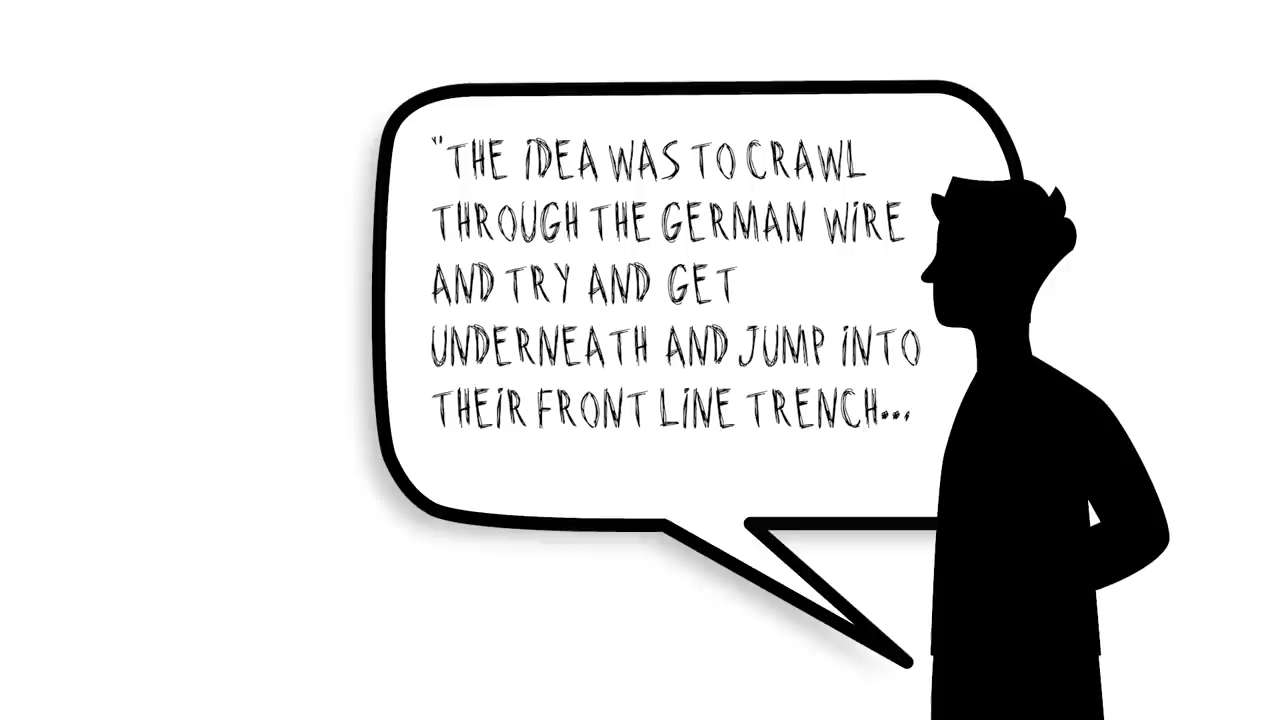 "THE IDEA WAS TO CRAWL
THROUGH THE GERMAN WIRE
AND TRY AND GET
UNDERNEATH AND JUMP INTO
THEIR FRONT LINE TRENCH...